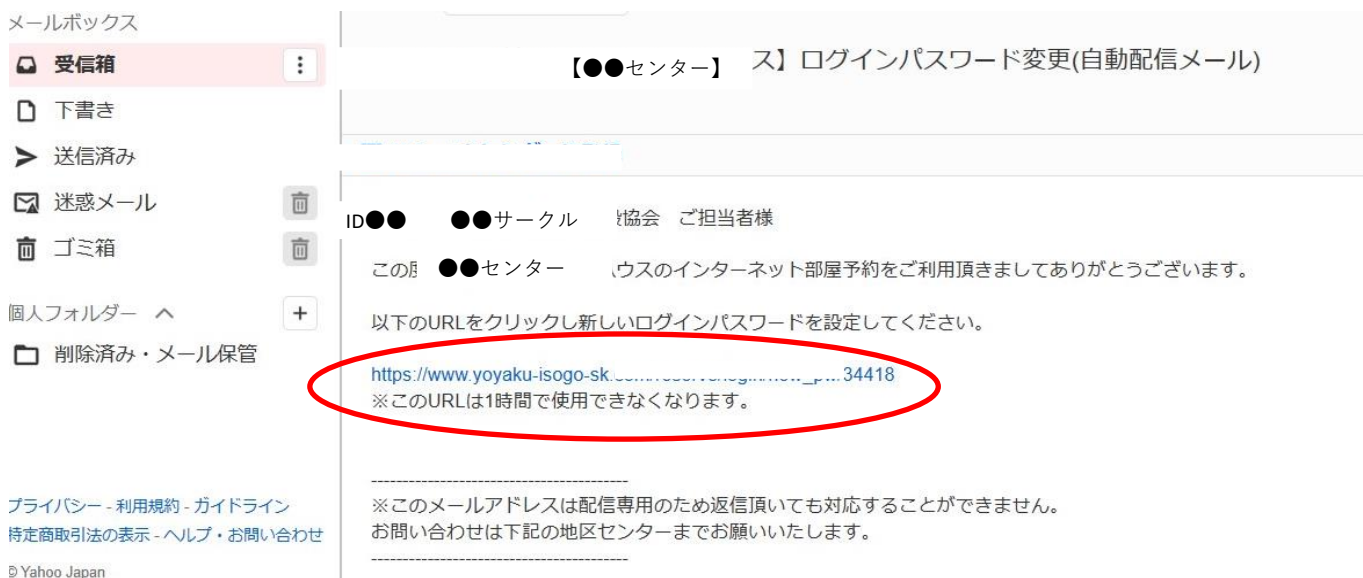 メールボックス
受信箱
下書き
送信済み
迷惑メール
ゴミ箱
個人フォルダー
削除済み・メール保管
プライバシー - 利用規約 - ガイドライン
特定商取引法の表示 - ヘルプ・お問い合わせ
© Yahoo Japan
【●●センター】 ス】ログインパスワード変更(自動配信メール)
ID●● ●●サークル 協会 ご担当者様
この ●●センター ウスのインターネット部屋予約をご利用頂きましてありがとうございます。
以下のURLをクリックし新しいログインパスワードを設定してください。
https://www.yoyaku-isogo-sk 34418
※このURLは1時間で使用できなくなります。
-----------------------------------------
※このメールアドレスは配信専用のため返信頂いても対応することができません。
お問い合わせは下記の地区センターまでお願いいたします。
-----------------------------------------